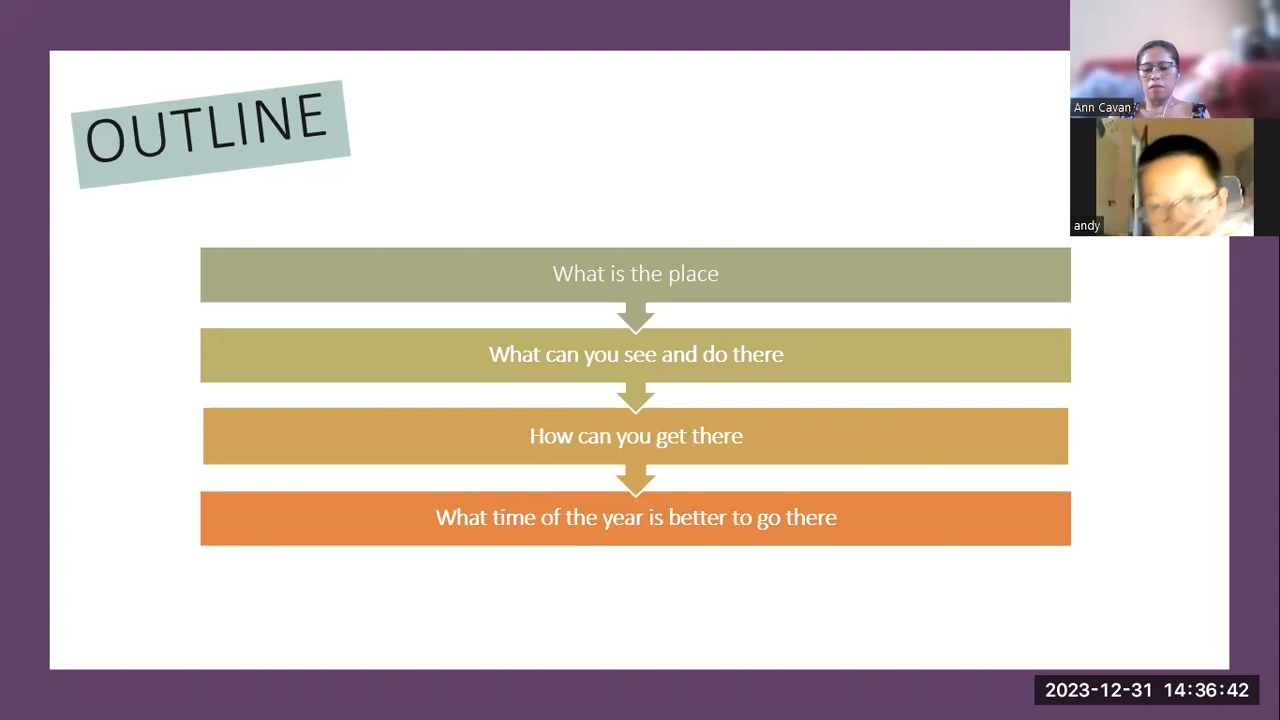 OUTLINE
Ann Cavan
andy
What is the place
What can you see and do there
How can you get there
What time of the year is better to go there
2023-12-31 14:36:42